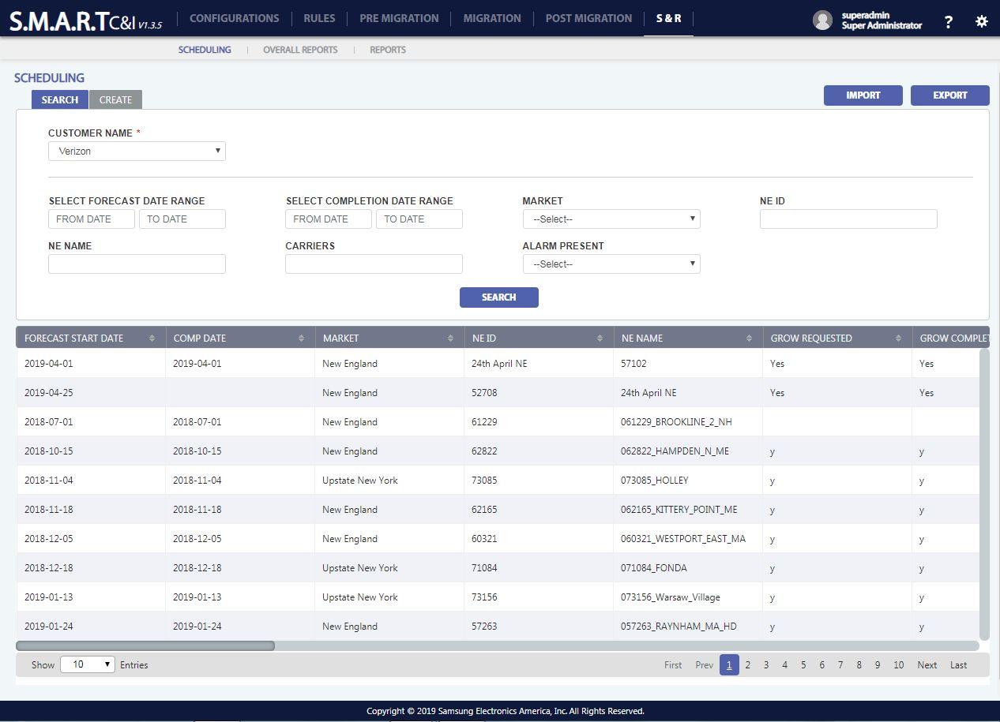 S.M.A.R.T C&I V1.3.5 CONFIGURATIONS RULES PRE MIGRATION MIGRATION POST MIGRATION S & R superadmin Super Administrator ?
SCHEDULING OVERALL REPORTS REPORTS
SCHEDULING
SEARCH CREATE IMPORT EXPORT
CUSTOMER NAME *
Verizon
SELECT FORECAST DATE RANGE SELECT COMPLETION DATE RANGE MARKET NE ID
FROM DATE TO DATE FROM DATE TO DATE --Select--
NE NAME CARRIERS ALARM PRESENT
--Select--
SEARCH
FORECAST START DATE COMP DATE MARKET NE ID NE NAME GROW REQUESTED GROW COMPLET
2019-04-01 2019-04-01 New England 24th April NE 57102 Yes Yes
2019-04-25 New England 52708 24th April NE Yes Yes
2018-07-01 2018-07-01 New England 61229 061229_BROOKLINE_2_NH
2018-10-15 2018-10-15 New England 62822 062822_HAMPDEN_N_ME y y
2018-11-04 2018-11-04 Upstate New York 73085 073085_HOLLEY y y
2018-11-18 2018-11-18 New England 62165 062165_KITTERY_POINT_ME y y
2018-12-05 2018-12-05 New England 60321 060321_WESTPORT_EAST_MA y y
2018-12-18 2018-12-18 Upstate New York 71084 071084_FONDA y y
2019-01-13 2019-01-13 Upstate New York 73156 073156_Warsaw_Village y y
2019-01-24 2019-01-24 New England 57263 057263_RAYNHAM_MA_HD y y
Show 10 Entries First Prev 1 2 3 4 5 6 7 8 9 10 Next Last
Copyright © 2019 Samsung Electronics America, Inc. All Rights Reserved.